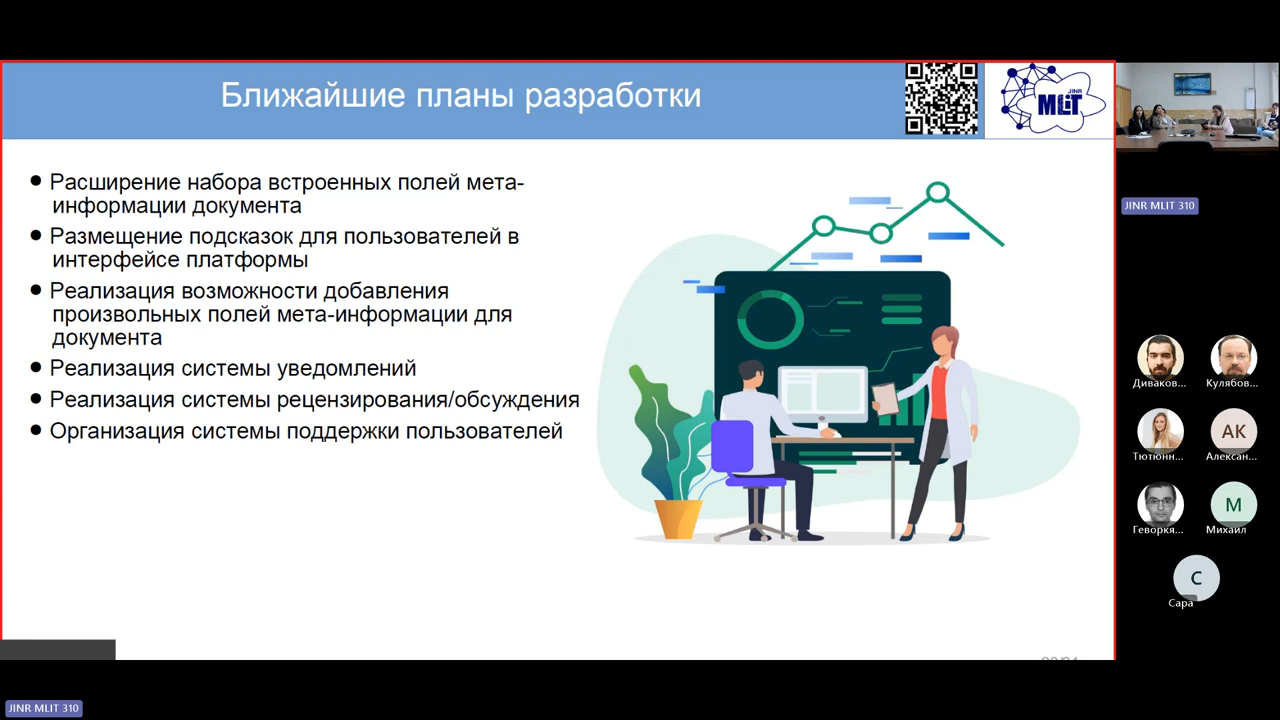 Ближайшие планы разработки
JINR
MLIT
● Расширение набора встроенных полей мета-
информации документа
● Размещение подсказок для пользователей в
интерфейсе платформы
● Реализация возможности добавления
произвольных полей мета-информации для
документа
● Реализация системы уведомлений
● Реализация системы рецензирования/обсуждения
● Организация системы поддержки пользователей
JINR MLIT 310
Диваков...
Кулябов...
Тютюнн...
АК
Алексан...
Геворкя...
М
Михаил
С
Сара
JINR MLIT 310